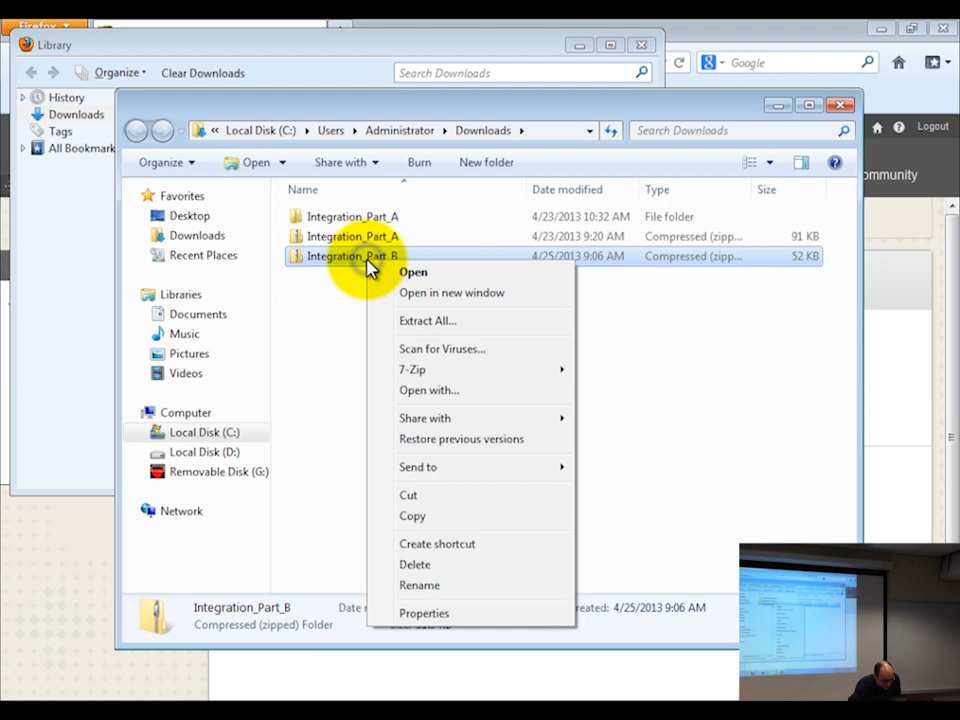 Firefox
Library
Organize
Clear Downloads
Search Downloads
Google
History
Downloads
Tags
All Bookmark
Local Disk (C:)
Users
Administrator
Downloads
Search Downloads
Logout
ommunity
Organize
Open
Share with
Burn
New folder
Name
Date modified
Type
Size
Favorites
Desktop
Downloads
Recent Places
Libraries
Documents
Music
Pictures
Videos
Computer
Local Disk (C:)
Local Disk (D:)
Removable Disk (G:)
Network
Integration_Part_A 4/23/2013 10:32 AM File folder
Integration_Part_A 4/23/2013 9:20 AM Compressed (zipp... 91 KB
Integration_Part_B 4/25/2013 9:06 AM Compressed (zipp... 52 KB
Open
Open in new window
Extract All...
Scan for Viruses...
7-Zip
Open with...
Share with
Restore previous versions
Send to
Cut
Copy
Create shortcut
Delete
Rename
Properties
Integration_Part_B
Compressed (zipped) Folder
4/25/2013 9:06 AM